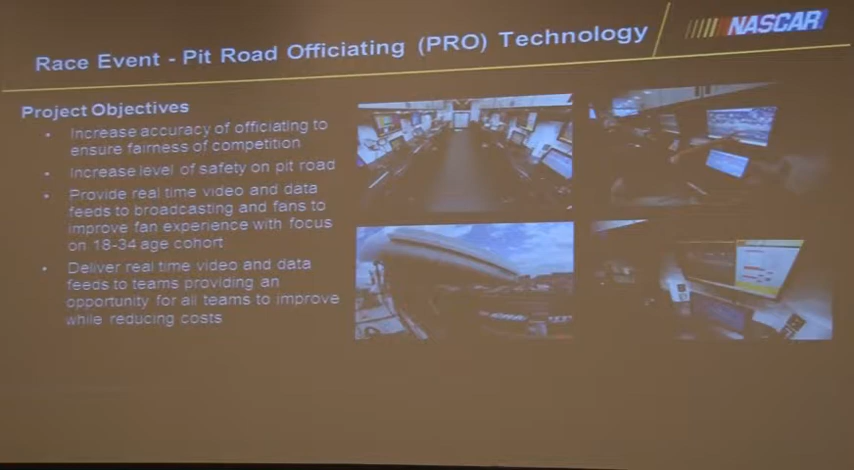 Race Event - Pit Road Officiating (PRO) Technology
NASCAR
Project Objectives
• Increase accuracy of officiating to
ensure fairness of competition
• Increase level of safety on pit road
• Provide real time video and data
feeds to broadcasting and fans to
improve fan experience with focus
on 18-34 age cohort
• Deliver real time video and data
feeds to teams providing an
opportunity for all teams to improve
while reducing costs